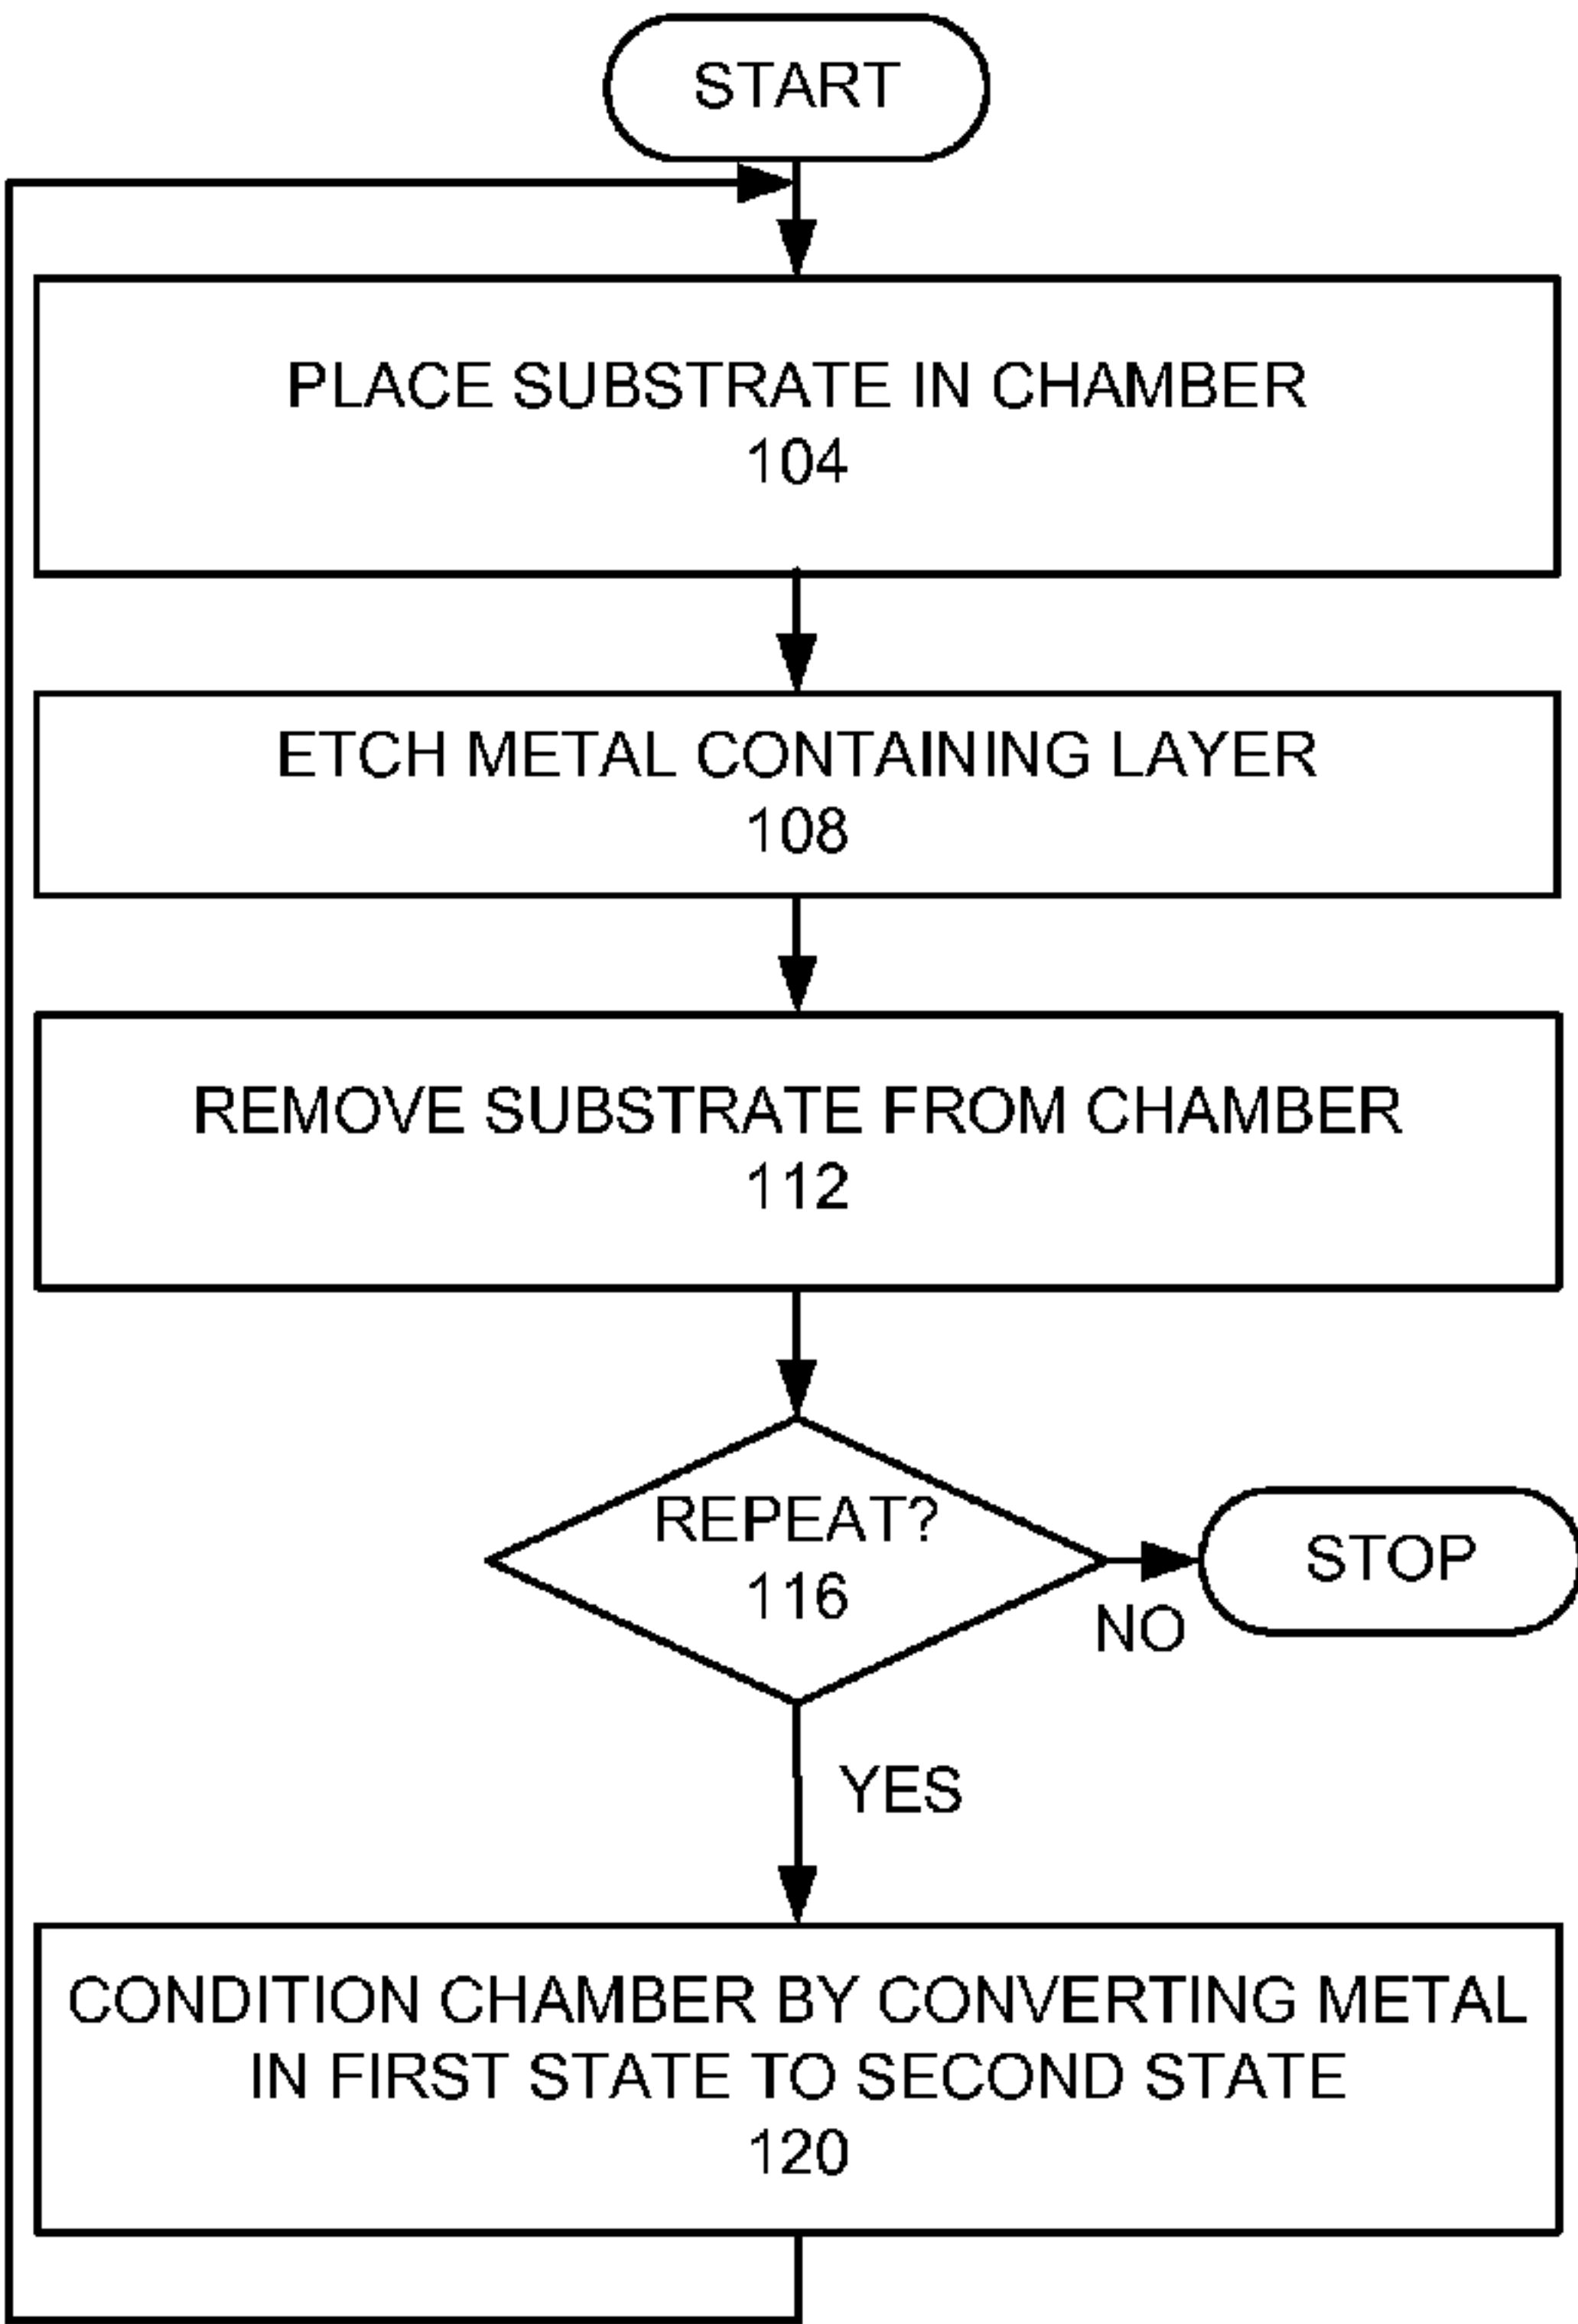 START
PLACE SUBSTRATE IN CHAMBER
104
ETCH METAL CONTAINING LAYER
108
REMOVE SUBSTRATE FROM CHAMBER
112
REPEAT?
116
STOP
NO
YES
CONDITION CHAMBER BY CONVERTING METAL
IN FIRST STATE TO SECOND STATE
120